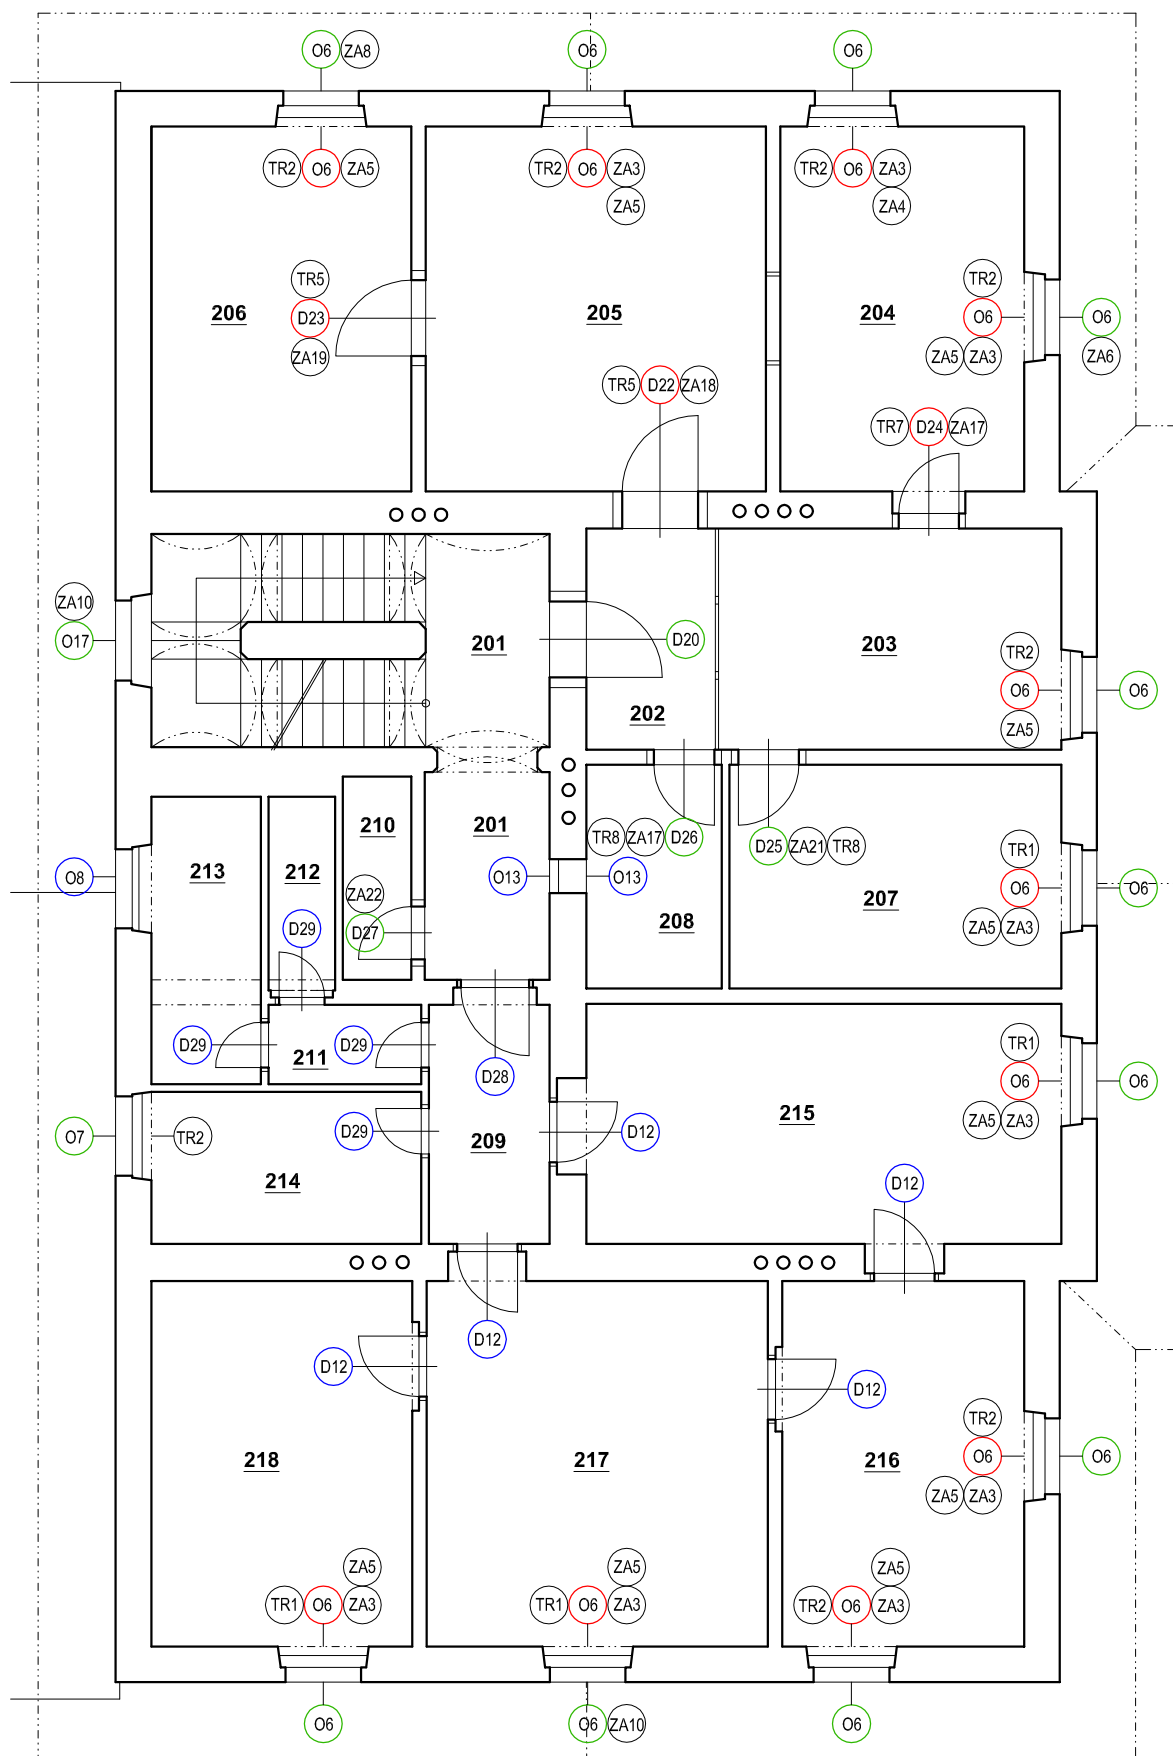 O6 ZA8 O6 O6
TR2 O6 ZA5 TR2 O6 ZA3 TR2 O6 ZA3
ZA5 ZA4
TR5 TR2
206 D23 205 204 O6 O6
ZA19 ZA5 ZA3 ZA6
TR5 D22 ZA18
TR7 D24 ZA17
ZA10
O17 201 D20 203 TR2
O6 O6
202 ZA5
210 201 TR8 ZA17 D26 D25 ZA21 TR8 TR1
O8 213 212 O13 O13 O6 O6
ZA22 207
208 ZA5 ZA3
D29 D27
D29 211 D29 TR1
D28 O6 O6
215 ZA5 ZA3
O7 TR2 D29 209 D12
214 D12
D12
D12 D12
TR2
218 217 216 O6 O6
ZA5 ZA3
ZA5 ZA5 ZA5
TR1 O6 ZA3 TR1 O6 ZA3 TR2 O6 ZA3
O6 O6 ZA10 O6